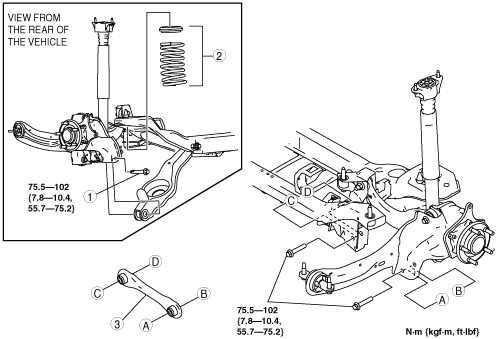 VIEW FROM
THE REAR OF
THE VEHICLE
2
75.5—102
{7.8—10.4,
55.7—75.2}
1
D
C
D
C
B
3
A
75.5—102
{7.8—10.4,
55.7—75.2}
B
A
N·m {kgf·m, ft·lbf}